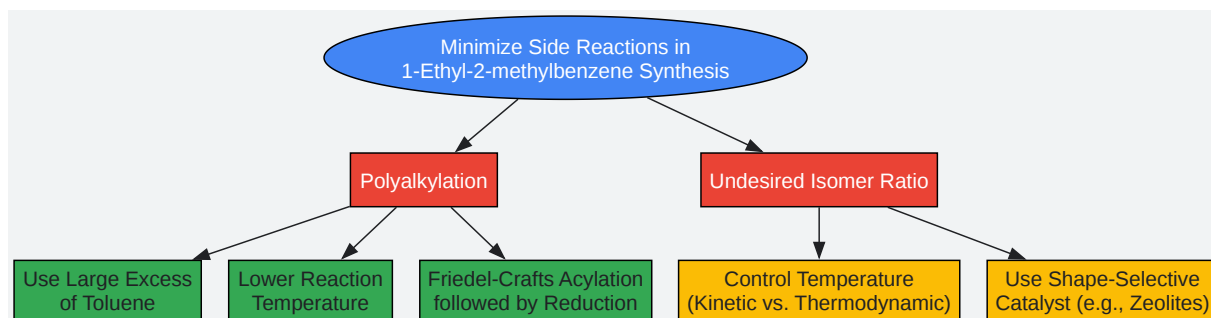 Minimize Side Reactions in
1-Ethyl-2-methylbenzene Synthesis
Polyalkylation
Undesired Isomer Ratio
Use Large Excess
of Toluene
Lower Reaction
Temperature
Friedel-Crafts Acylation
followed by Reduction
Control Temperature
(Kinetic vs. Thermodynamic)
Use Shape-Selective
Catalyst (e.g., Zeolites)